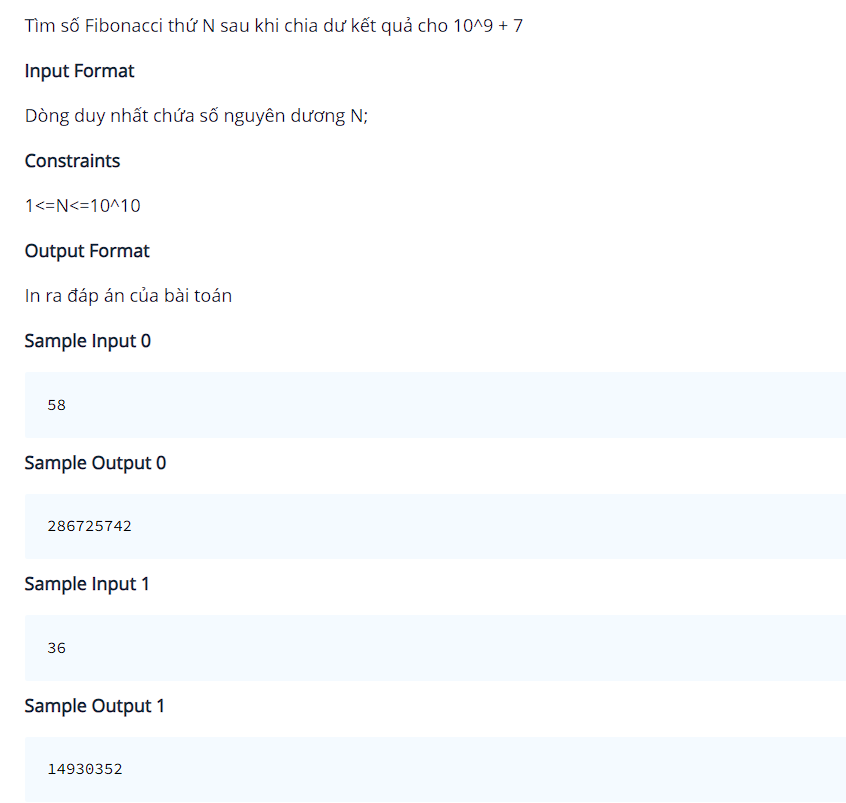 Tìm số Fibonacci thứ N sau khi chia dư kết quả cho 10^9 + 7
Input Format
Dòng duy nhất chứa số nguyên dương N;
Constraints
1<=N<=10^10
Output Format
In ra đáp án của bài toán
Sample Input 0
58
Sample Output 0
286725742
Sample Input 1
36
Sample Output 1
14930352